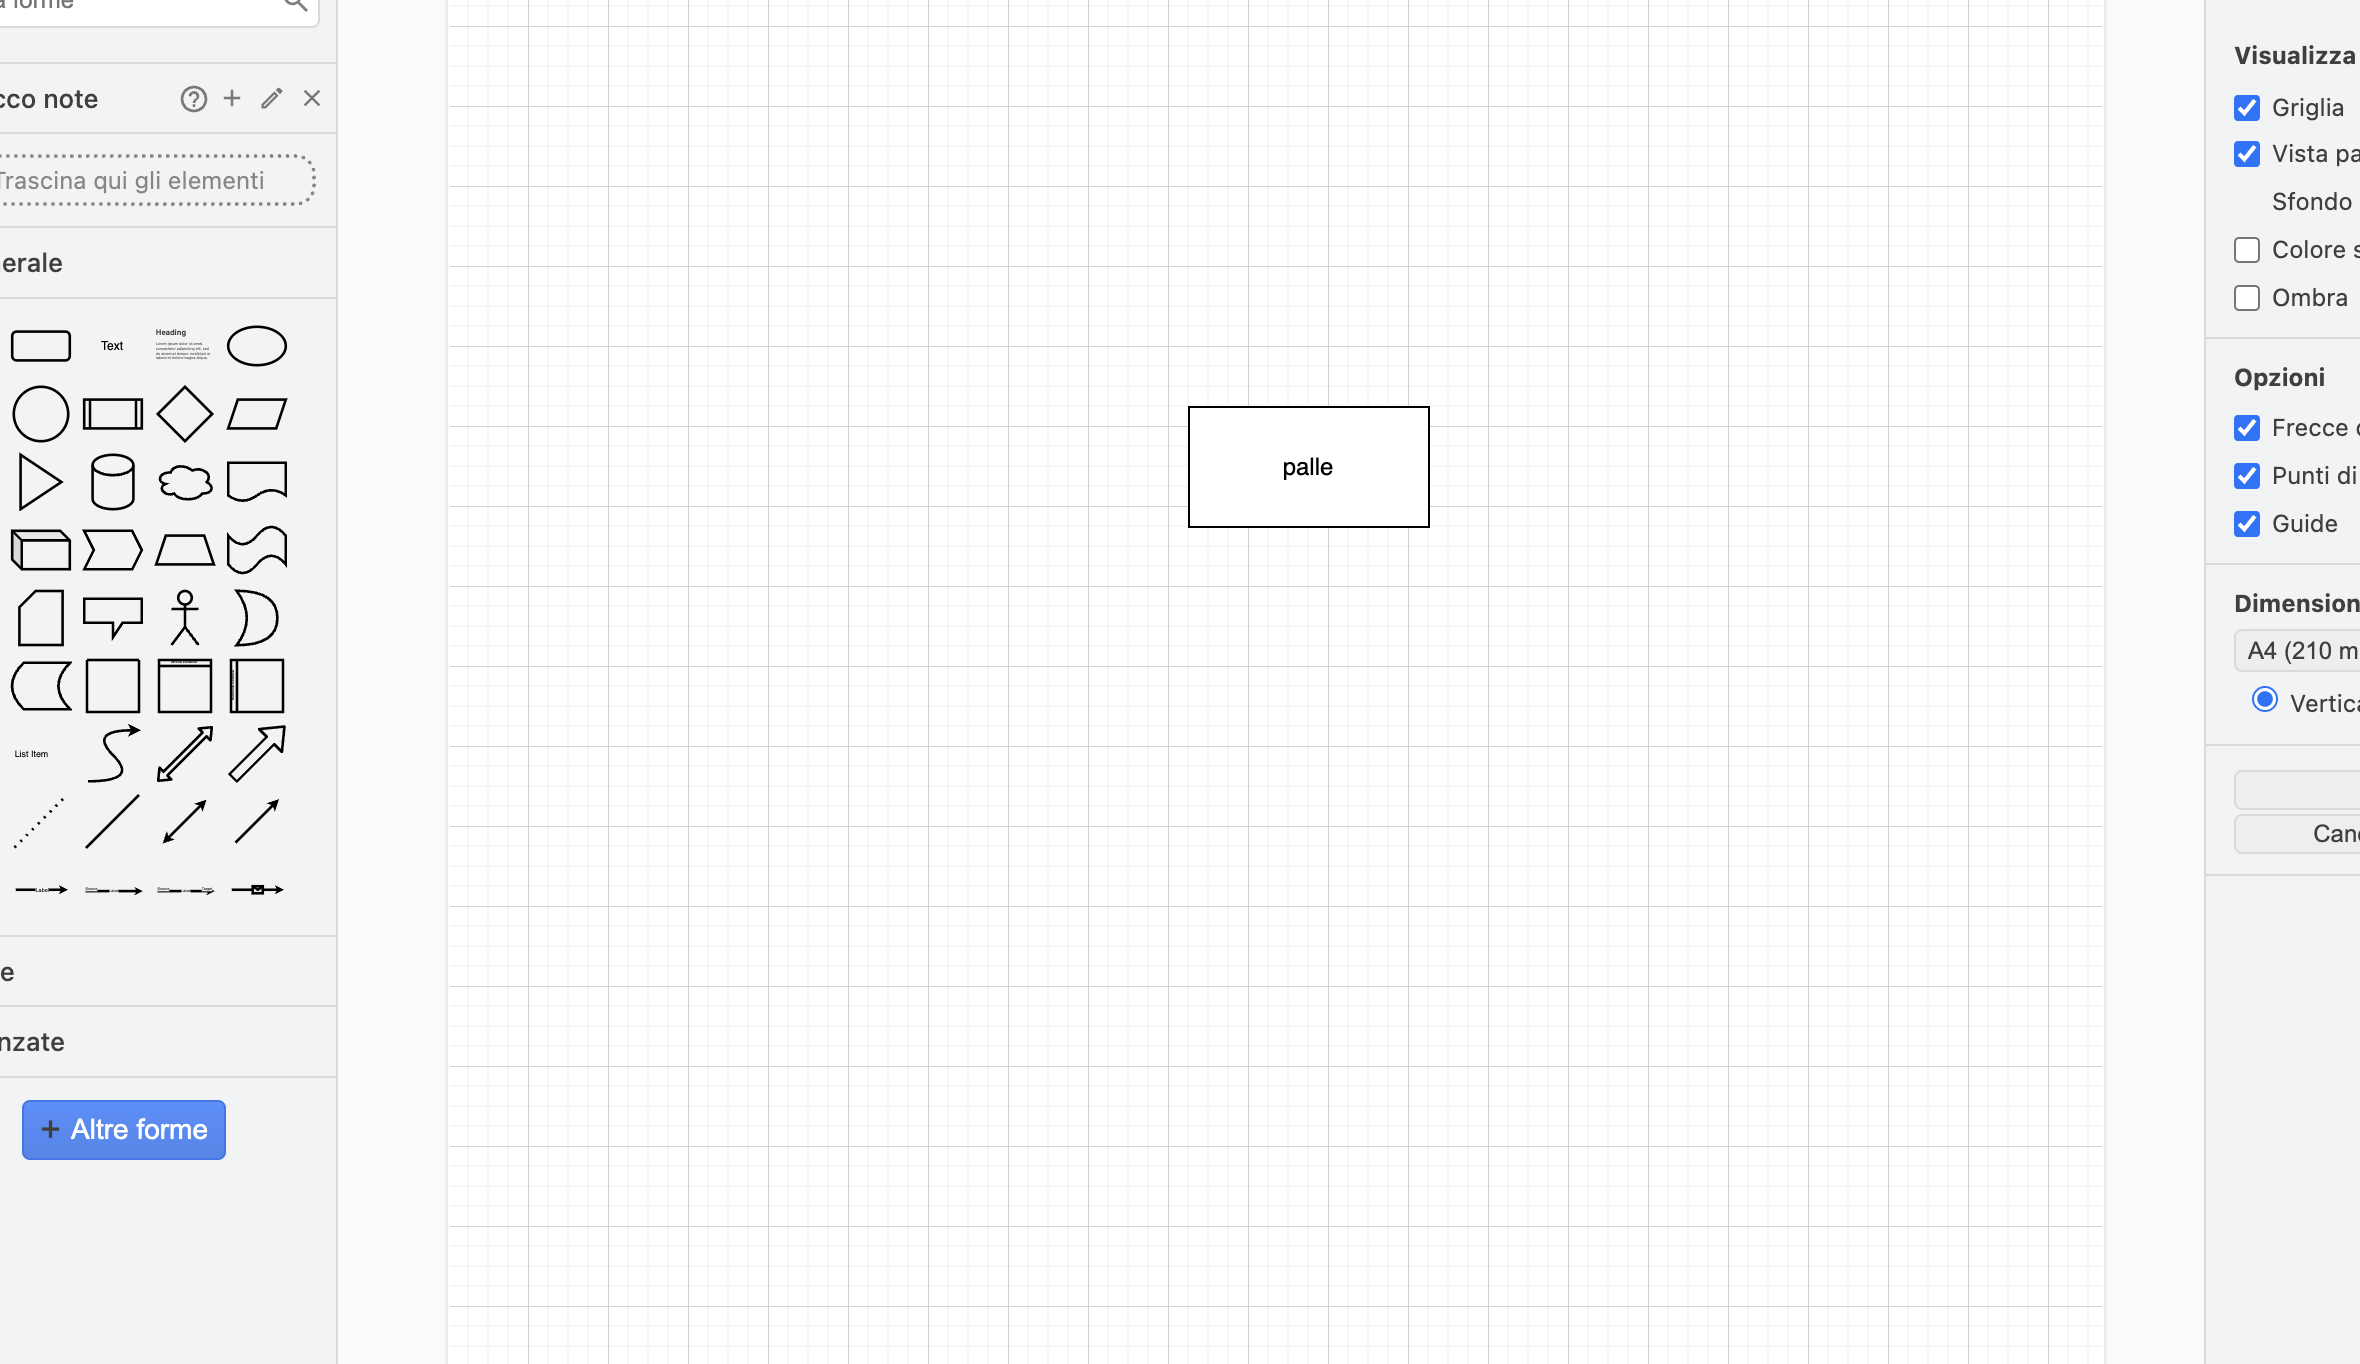 forme
cco note
Trascina qui gli elementi
erale
Text
Heading
List Item
Label
e
nzate
+ Altre forme
palle
Visualizza
Griglia
Vista pa
Sfondo
Colore s
Ombra
Opzioni
Frecce
Punti di
Guide
Dimension
A4 (210 m
Vertica
Canc